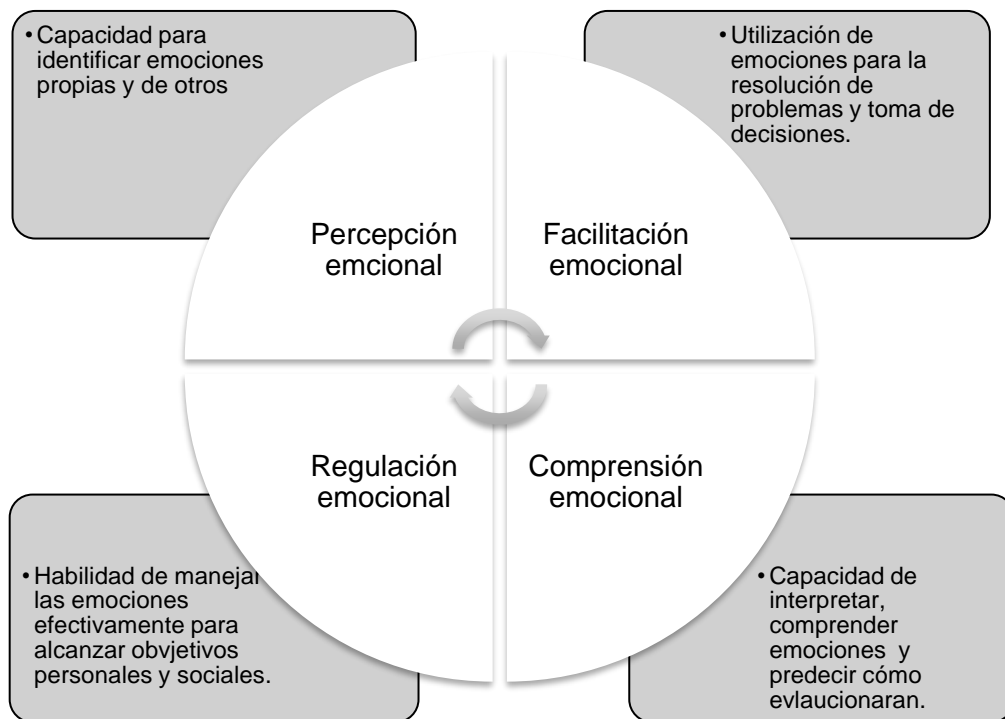 • Capacidad para
identificar emociones
propias y de otros
• Utilización de
emociones para la
resolución de
problemas y toma de
decisiones.
Percepción
emcional
Facilitación
emocional
Regulación
emocional
Comprensión
emocional
• Habilidad de manejar
las emociones
efectivamente para
alcanzar obvjetivos
personales y sociales.
• Capacidad de
interpretar,
comprender
emociones y
predecir cómo
evlaucionaran.